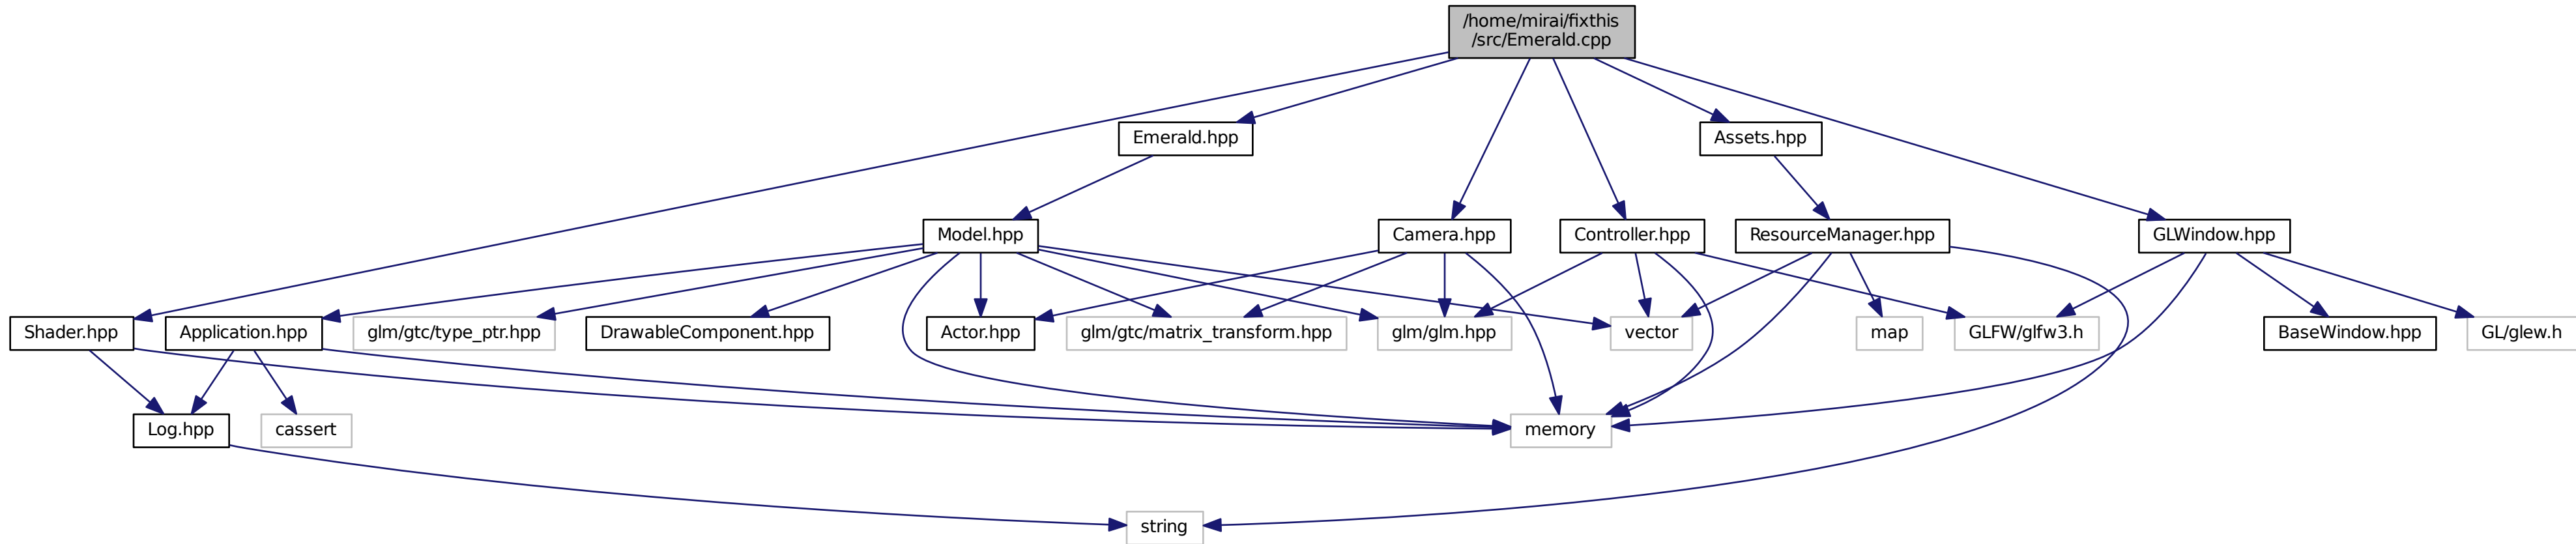 /home/mirai/fixthis
/src/Emerald.cpp
Emerald.hpp
Assets.hpp
Model.hpp
Camera.hpp
Controller.hpp
ResourceManager.hpp
GLWindow.hpp
Shader.hpp
Application.hpp
glm/gtc/type_ptr.hpp
DrawableComponent.hpp
Actor.hpp
glm/gtc/matrix_transform.hpp
glm/glm.hpp
vector
map
GLFW/glfw3.h
BaseWindow.hpp
GL/glew.h
Log.hpp
cassert
memory
string